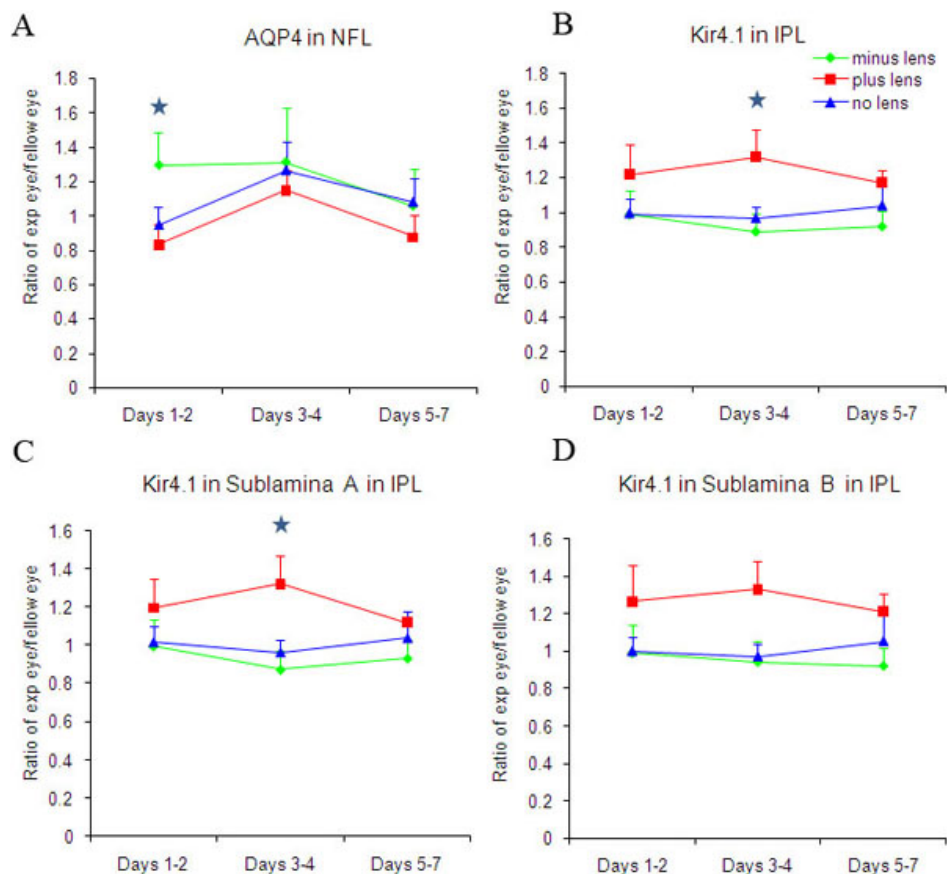 A
AQP4 in NFL
Ratio of exp eye/fellow eye
1.8
1.6
1.4
1.2
1
0.8
0.6
0.4
0.2
0
Days 1-2 Days 3-4 Days 5-7
B
Kir4.1 in IPL
minus lens
plus lens
no lens
Ratio of exp eye/fellow eye
1.8
1.6
1.4
1.2
1
0.8
0.6
0.4
0.2
0
Days 1-2 Days 3-4 Days 5-7
C
Kir4.1 in Sublamina A in IPL
Ratio of exp eye/fellow eye
1.6
1.4
1.2
1
0.8
0.6
0.4
0.2
0
Days 1-2 Days 3-4 Days 5-7
D
Kir4.1 in Sublamina B in IPL
Ratio of exp eye/fellow eye
1.6
1.4
1.2
1
0.8
0.6
0.4
0.2
0
Days 1-2 Days 3-4 Days 5-7